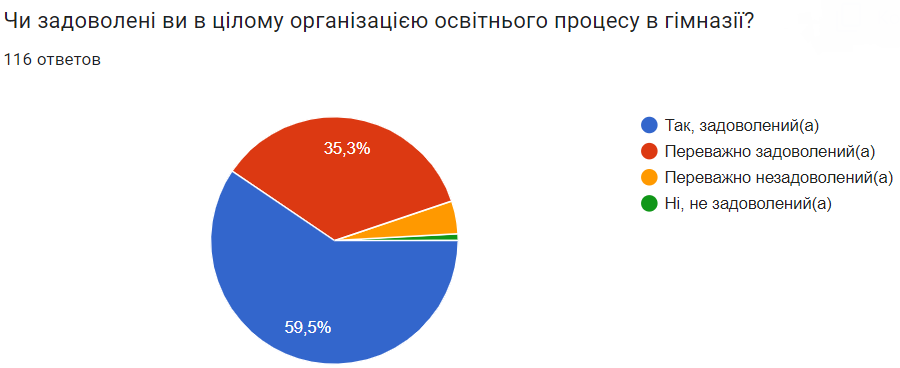 Чи задоволені ви в цілому організацією освітнього процесу в гімназії?
116 ответов
35,3%
59,5%
Так, задоволений(а)
Переважно задоволений(а)
Переважно незадоволений(а)
Ні, не задоволений(а)